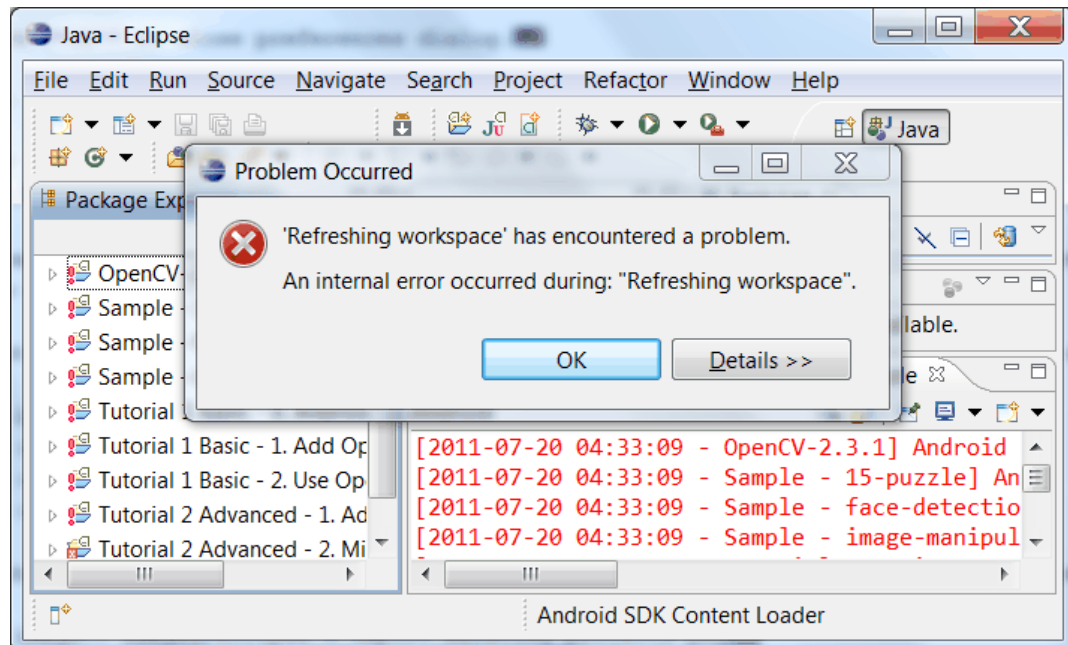 Java - Eclipse
File Edit Run Source Navigate Search Project Refactor Window Help
Java
Problem Occurred
Package Exp
'Refreshing workspace' has encountered a problem.
An internal error occurred during: "Refreshing workspace".
OK
Details >>
OpenCV-
Sample -
Sample -
Sample -
Tutorial 1
Tutorial 1 Basic - 1. Add Op
Tutorial 1 Basic - 2. Use Op
Tutorial 2 Advanced - 1. Ad
Tutorial 2 Advanced - 2. Mi
lable.
le
[2011-07-20 04:33:09 - OpenCV-2.3.1] Android
[2011-07-20 04:33:09 - Sample - 15-puzzle] An
[2011-07-20 04:33:09 - Sample - face-detectio
[2011-07-20 04:33:09 - Sample - image-manipul
Android SDK Content Loader